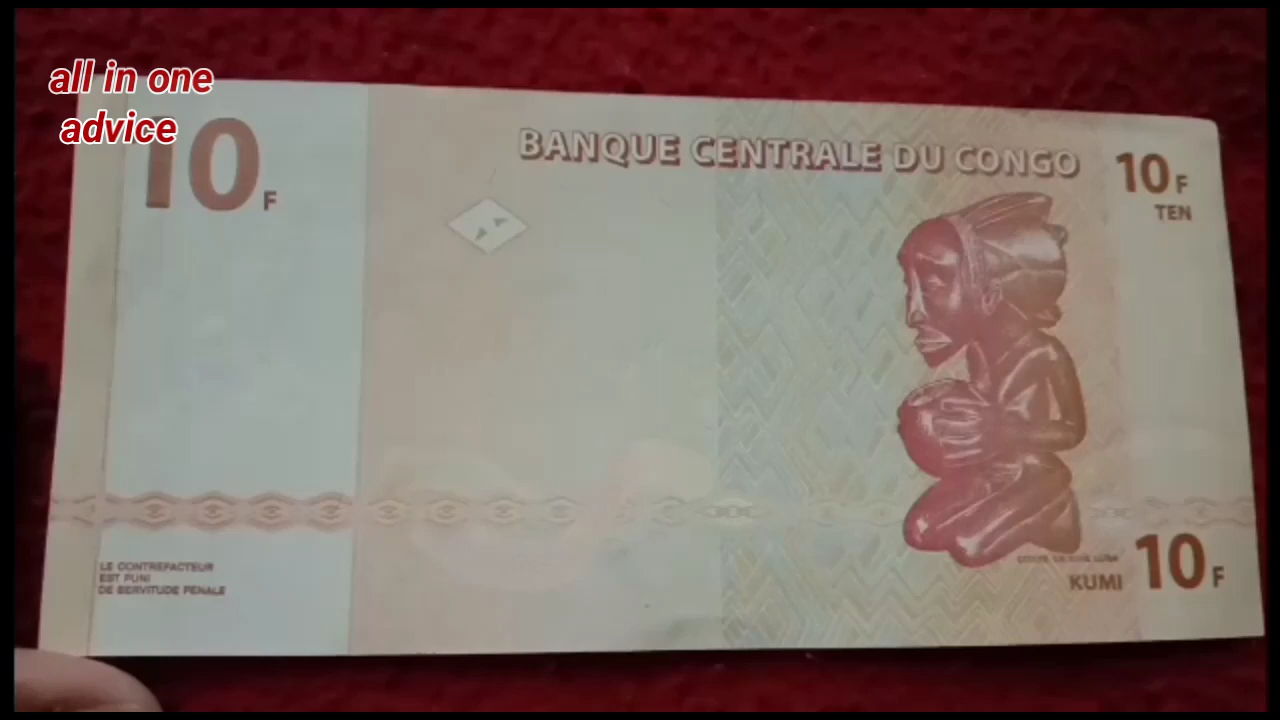 all in one
advice
10 F
BANQUE CENTRALE DU CONGO
10 F
TEN
LE CONTREFACTEUR
EST PUNI
DE SERVITUDE PENALE
KUMI 10 F